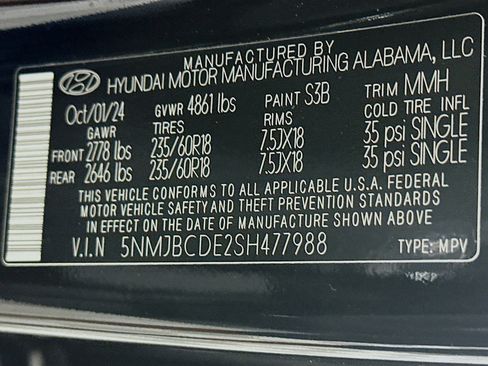 MANUFACTURED BY
HYUNDAI MOTOR MANUFACTURING ALABAMA, LLC
Oct/01/24 GVWR 4861 lbs PAINT S3B TRIM MMH
GAWR TIRES RIMS COLD TIRE INFL
FRONT 2778 lbs 235/60R18 7.5JX18 35 psi SINGLE
REAR 2646 lbs 235/60R18 7.5JX18 35 psi SINGLE
THIS VEHICLE CONFORMS TO ALL APPLICABLE U.S.A. FEDERAL
MOTOR VEHICLE SAFETY AND THEFT PREVENTION STANDARDS
IN EFFECT ON THE DATE OF MANUFACTURE SHOWN ABOVE
V.I.N 5NMJBCDE2SH477988 TYPE: MPV